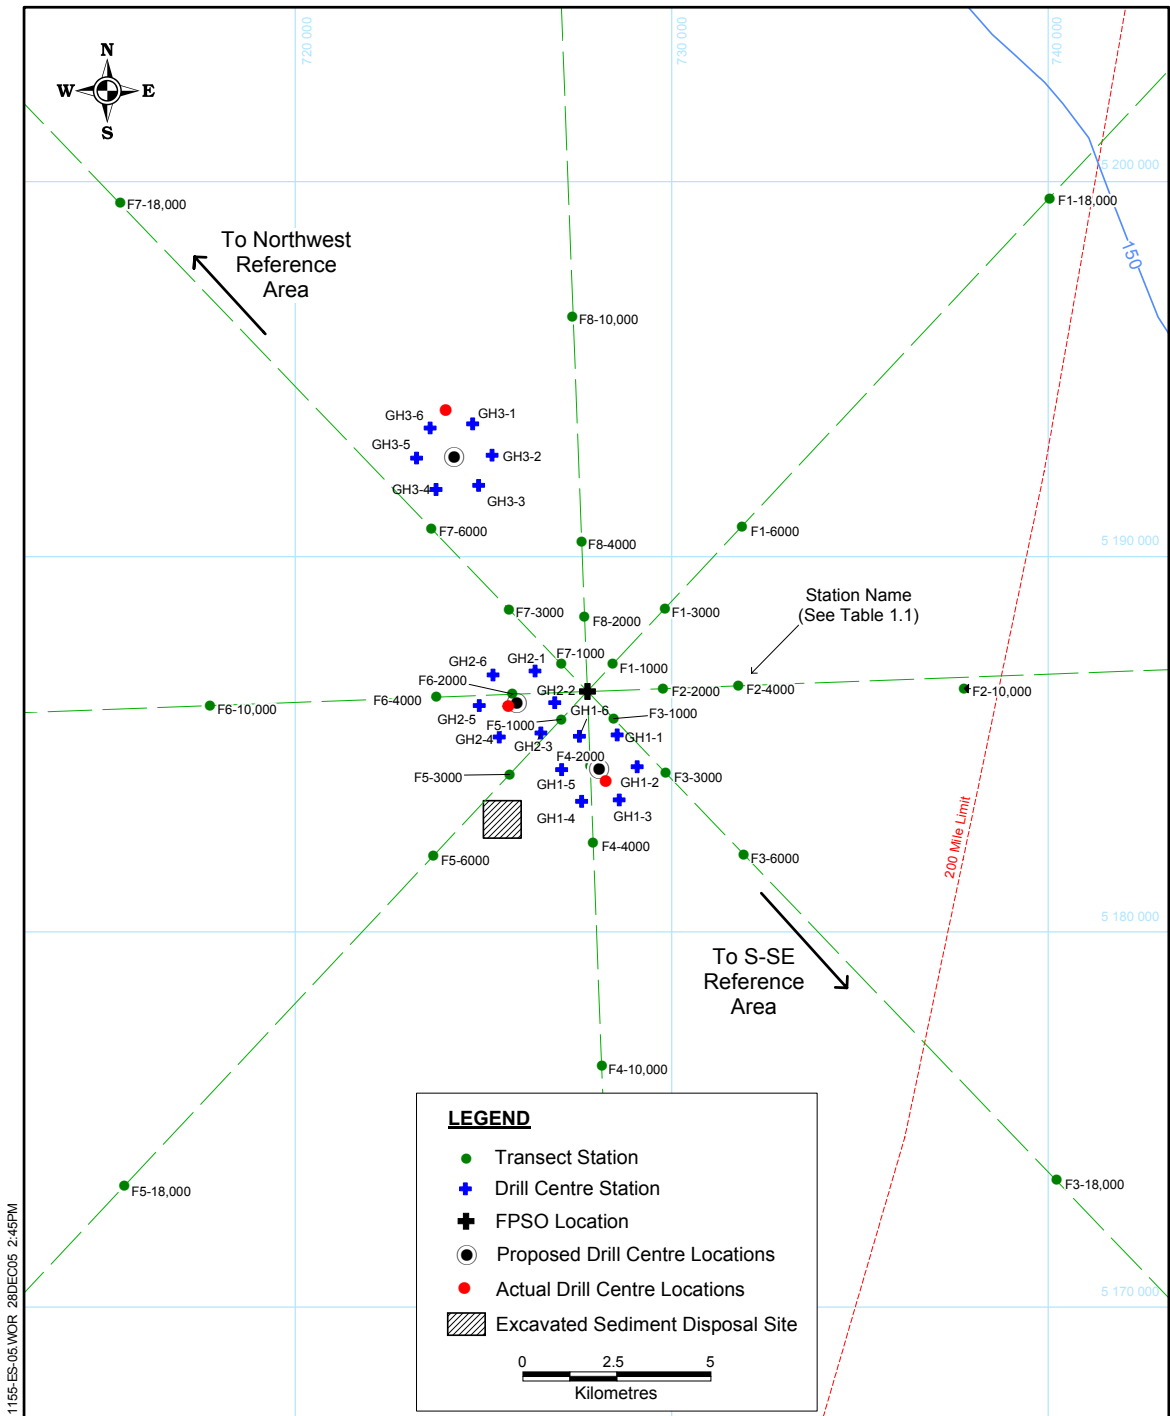 720 000
730 000
740 000
N
W E
S
5 200 000
F7-18,000
F1-18,000
To Northwest
Reference
Area
150
F8-10,000
GH3-6
GH3-1
GH3-5
GH3-2
GH3-4
GH3-3
F7-6000
F1-6000
F8-4000
5 190 000
Station Name
(See Table 1.1)
F7-3000
F1-3000
F8-2000
F7-1000
F1-1000
GH2-6
GH2-1
F6-2000
GH2-2
F2-2000
F2-4000
F2-10,000
F6-10,000
F6-4000
GH2-5
GH1-6
F5-1000
F3-1000
GH2-4
GH2-3
GH1-1
F4-2000
F5-3000
GH1-5
GH1-2
F3-3000
GH1-4
GH1-3
F4-4000
F5-6000
F3-6000
200 Mile Limit
5 180 000
To S-SE
Reference
Area
F4-10,000
F5-18,000
F3-18,000
LEGEND
Transect Station
Drill Centre Station
FPSO Location
Proposed Drill Centre Locations
Actual Drill Centre Locations
Excavated Sediment Disposal Site
0 2.5 5
Kilometres
5 170 000
1155-ES-05.WOR 28DEC05 2:45PM